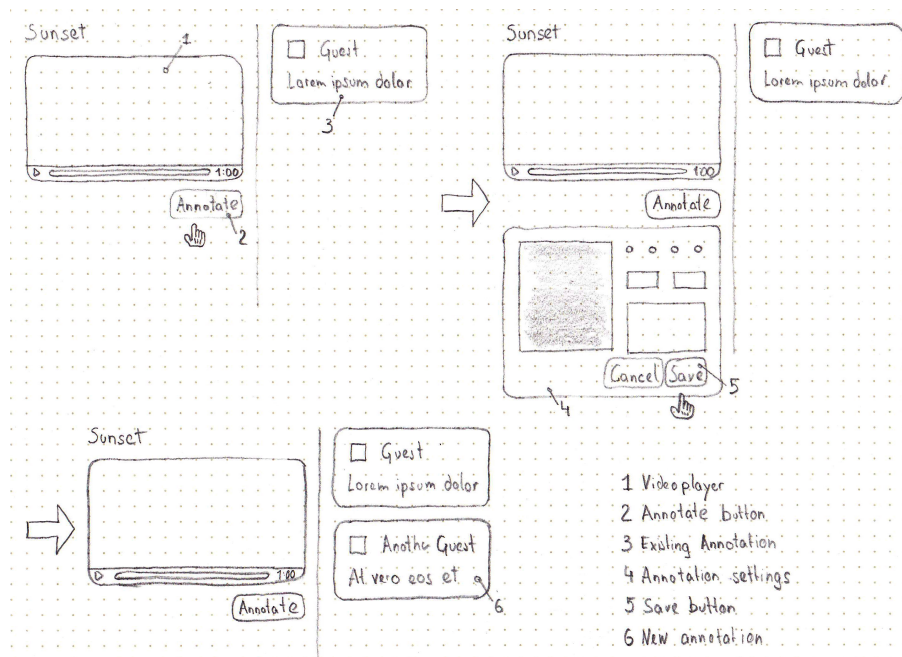 Sunset
1
Guest
Lorem ipsum dolor
3
1:00
Annotate
2
Sunset
Guest
Lorem ipsum dolor
1:00
Annotate
Cancel Save
5
4
Sunset
Guest
Lorem ipsum dolor
Another Guest
At vero eos et
6
1:00
Annotate
1 Videoplayer
2 Annotate button
3 Existing Annotation
4 Annotation settings
5 Save button
6 New annotation